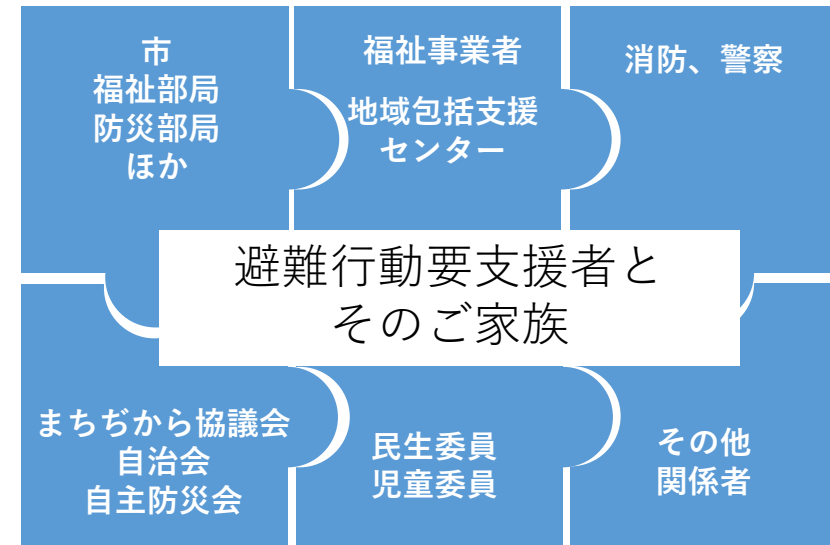 市
福祉部局
防災部局
ほか
福祉事業者
地域包括支援
センター
消防、警察
避難行動要支援者と
そのご家族
まちぢから協議会
自治会
自主防災会
民生委員
児童委員
その他
関係者